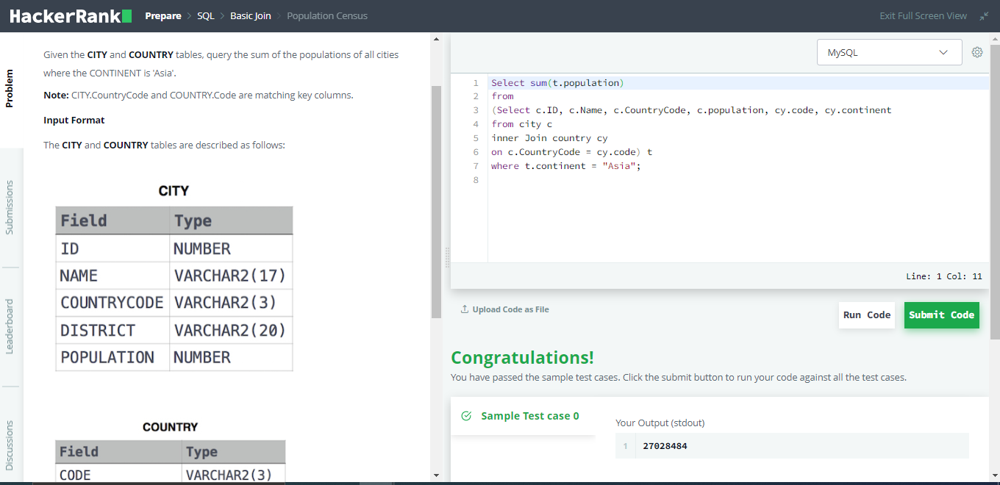 HackerRank Prepare > SQL > Basic Join > Population Census Exit Full Screen View
Problem
Submissions
Leaderboard
Discussions
Given the CITY and COUNTRY tables, query the sum of the populations of all cities
where the CONTINENT is 'Asia'.
Note: CITY.CountryCode and COUNTRY.Code are matching key columns.
Input Format
The CITY and COUNTRY tables are described as follows:
CITY
Field Type
ID NUMBER
NAME VARCHAR2(17)
COUNTRYCODE VARCHAR2(3)
DISTRICT VARCHAR2(20)
POPULATION NUMBER
COUNTRY
Field Type
CODE VARCHAR2(3)
MySQL
1 Select sum(t.population)
2 from
3 (Select c.ID, c.Name, c.CountryCode, c.population, cy.code, cy.continent
4 from city c
5 inner Join country cy
6 on c.CountryCode = cy.code) t
7 where t.continent = "Asia";
8
Line: 1 Col: 11
Upload Code as File
Run Code
Submit Code
Congratulations!
You have passed the sample test cases. Click the submit button to run your code against all the test cases.
Sample Test case 0
Your Output (stdout)
1 27028484